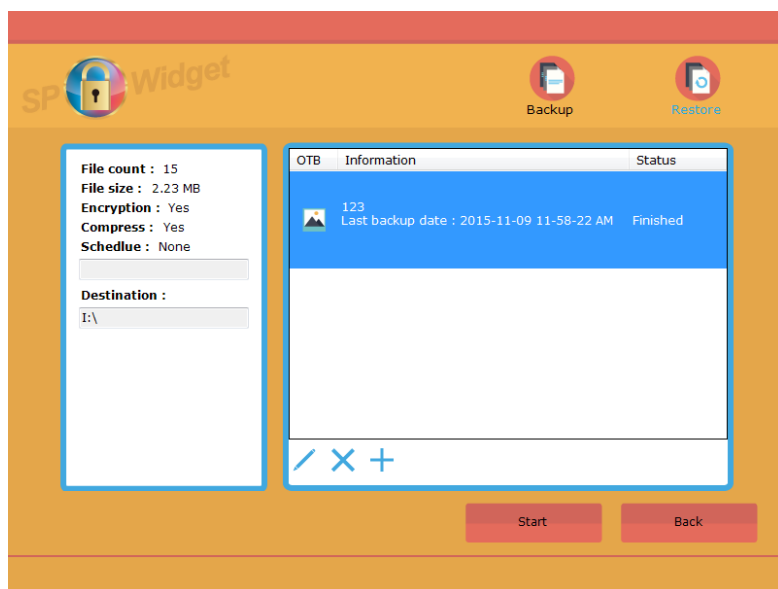 SP Widget
Backup
Restore
File count : 15
File size : 2.23 MB
Encryption : Yes
Compress : Yes
Schedlue : None
Destination :
I:\
OTB Information Status
123
Last backup date : 2015-11-09 11-58-22 AM Finished
Start
Back